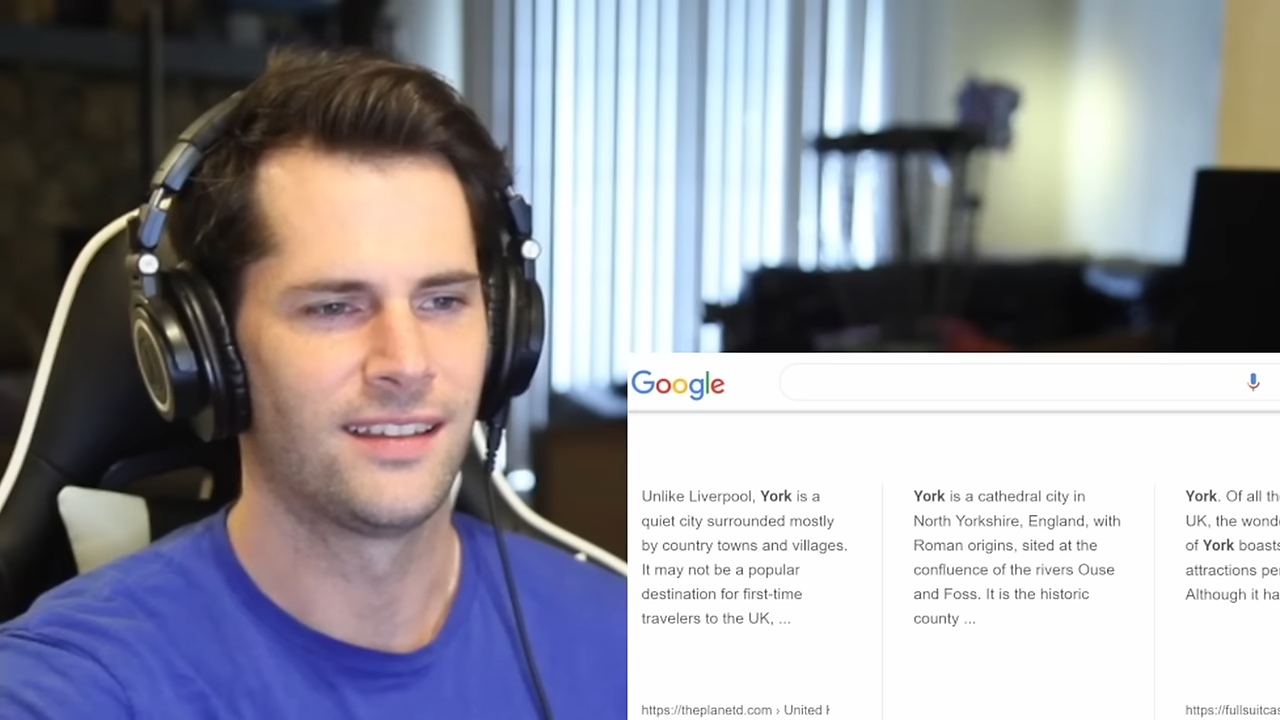 Google
Unlike Liverpool, York is a
quiet city surrounded mostly
by country towns and villages.
It may not be a popular
destination for first-time
travelers to the UK, ...
https://theplanetd.com › United
York is a cathedral city in
North Yorkshire, England, with
Roman origins, sited at the
confluence of the rivers Ouse
and Foss. It is the historic
county ...
York. Of all th
UK, the wond
of York boasts
attractions pe
Although it ha
https://fullsuitcas